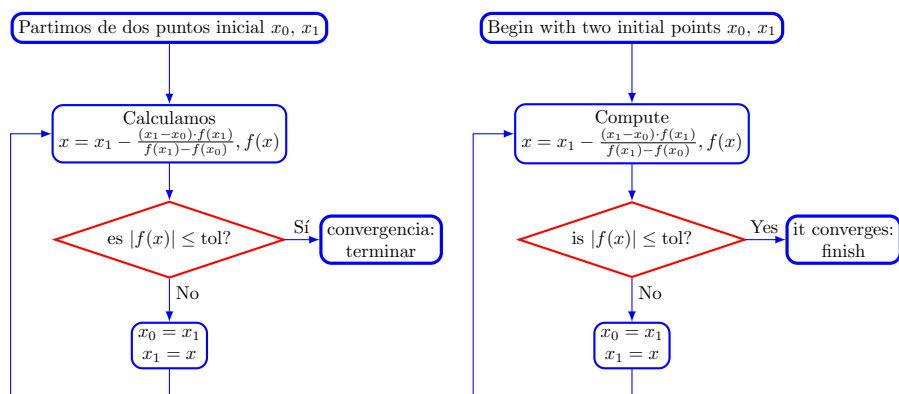 Partimos de dos puntos inicial x₀, x₁
Calculamos
x = x₁ − (x₁−x₀)·f(x₁) / f(x₁)−f(x₀), f(x)
es |f(x)| ≤ tol?
Sí
convergencia:
terminar
No
x₀ = x₁
x₁ = x
Begin with two initial points x₀, x₁
Compute
x = x₁ − (x₁−x₀)·f(x₁) / f(x₁)−f(x₀), f(x)
is |f(x)| ≤ tol?
Yes
it converges:
finish
No
x₀ = x₁
x₁ = x